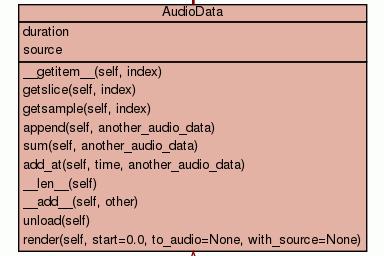 AudioData
duration
source
__getitem__(self, index)
getslice(self, index)
getsample(self, index)
append(self, another_audio_data)
sum(self, another_audio_data)
add_at(self, time, another_audio_data)
__len__(self)
__add__(self, other)
unload(self)
render(self, start=0.0, to_audio=None, with_source=None)